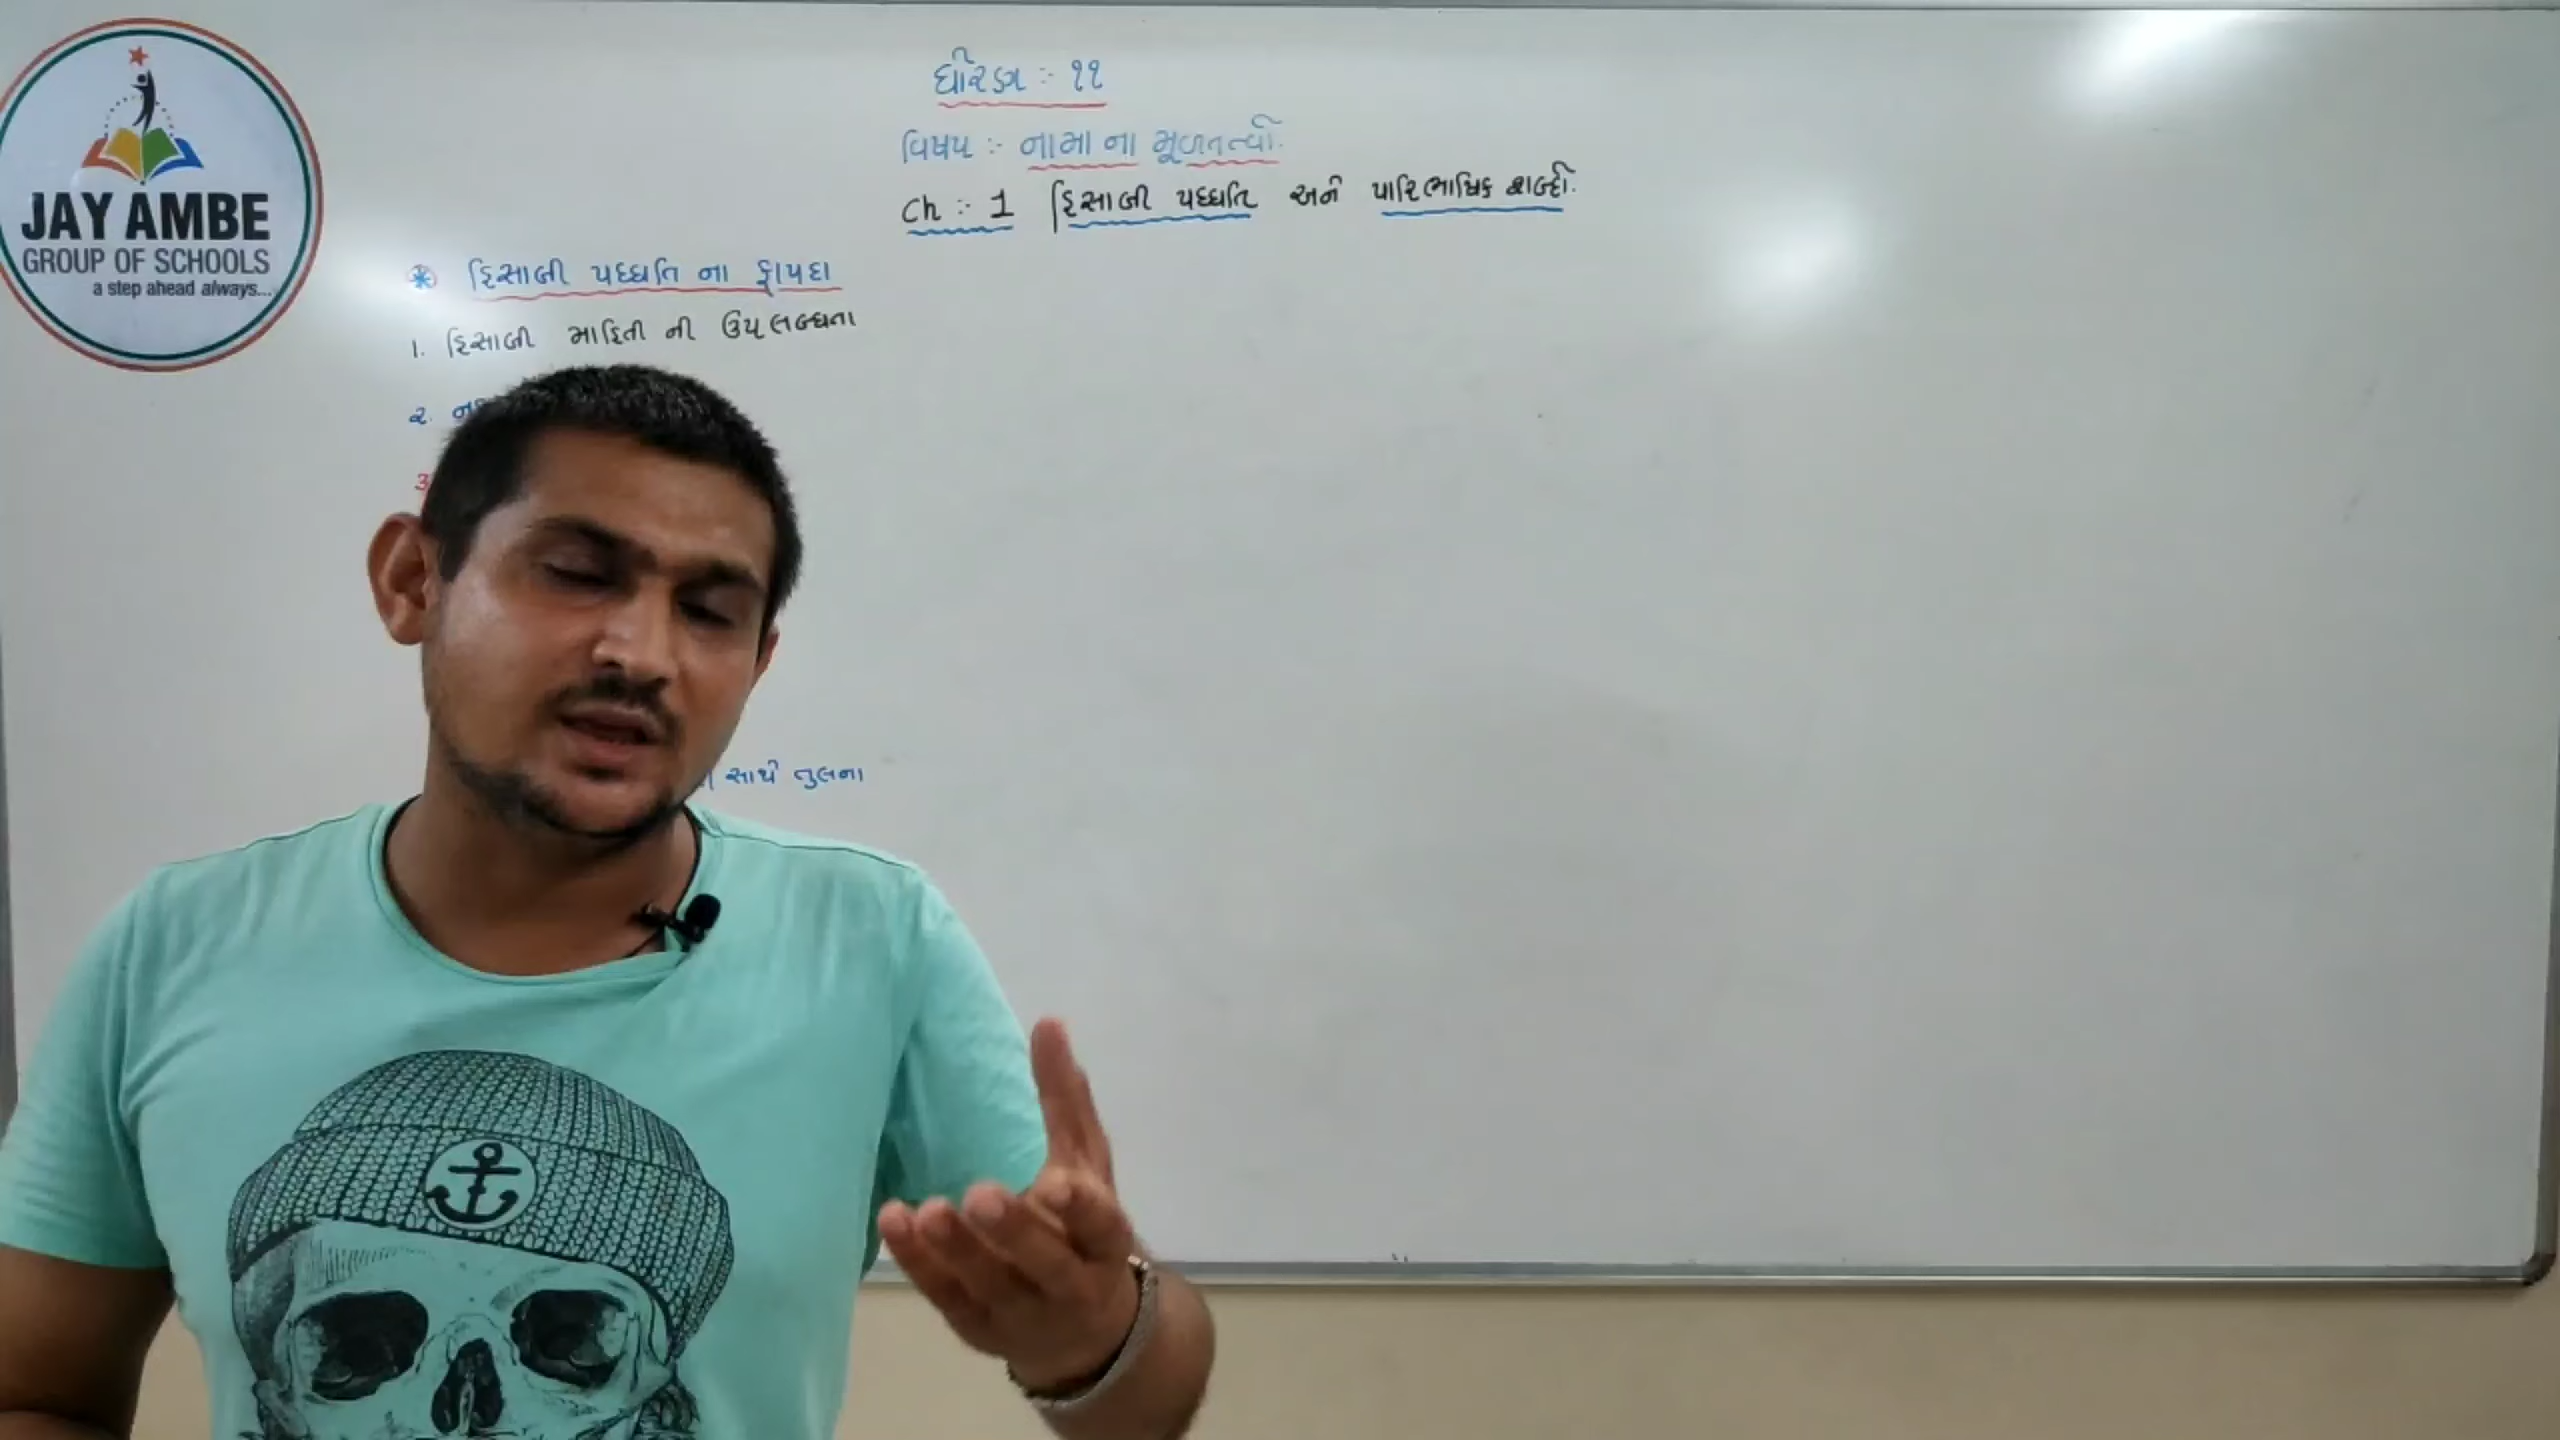 JAY AMBE
GROUP OF SCHOOLS
a step ahead always...
ધોરણ :- ૧૧
વિષય :- નામા ના મૂળતત્વો.
Ch :- 1 હિસાબી પધ્ધતિ અને પારિભાષિક શબ્દો.
* હિસાબી પધ્ધતિ ના ફાયદા
1. હિસાબી માહિતી ની ઉપલબ્ધતા
૨.
૩
સાથે તુલના